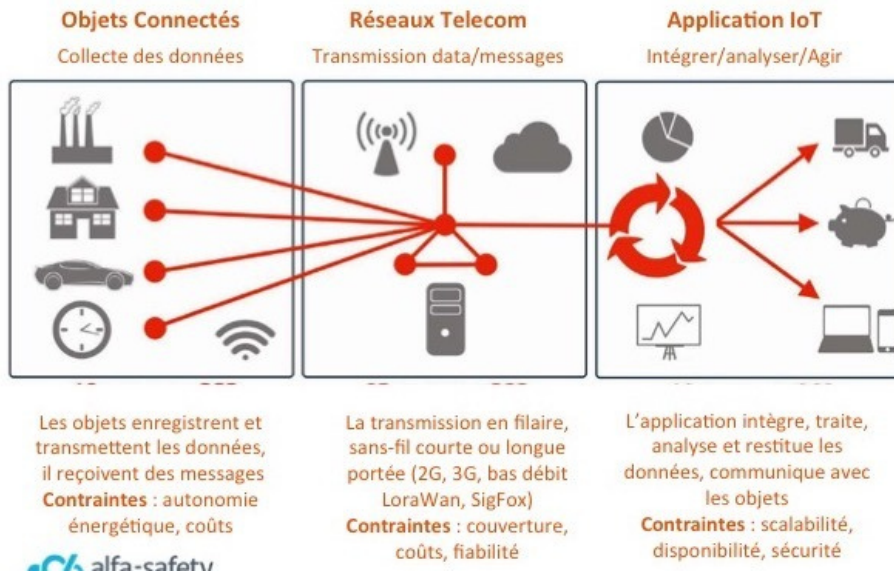 Objets Connectés
Collecte des données
Réseaux Telecom
Transmission data/messages
Application IoT
Intégrer/analyser/Agir
Les objets enregistrent et
transmettent les données,
il reçoivent des messages
Contraintes : autonomie
énergétique, coûts
La transmission en filaire,
sans-fil courte ou longue
portée (2G, 3G, bas débit
LoraWan, SigFox)
Contraintes : couverture,
coûts, fiabilité
L'application intègre, traite,
analyse et restitue les
données, communique avec
les objets
Contraintes : scalabilité,
disponibilité, sécurité
alfa-safety